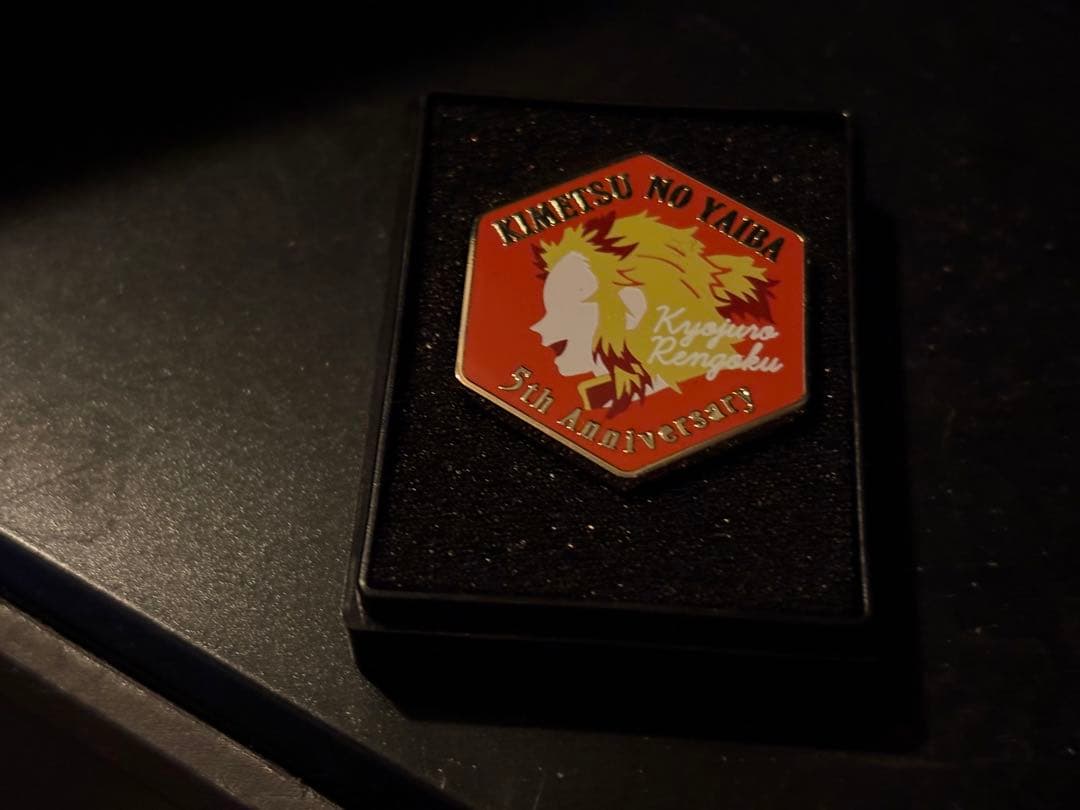 KIMETSU NO YAIBA
Kyojuro
Rengoku
5th Anniversary